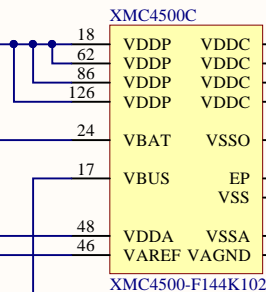 XMC4500C
18 VDDP VDDC
62 VDDP VDDC
86 VDDP VDDC
126 VDDP VDDC
24 VBAT VSSO
17 VBUS EP
VSS
48 VDDA VSSA
46 VAREF VAGND
XMC4500-F144K102